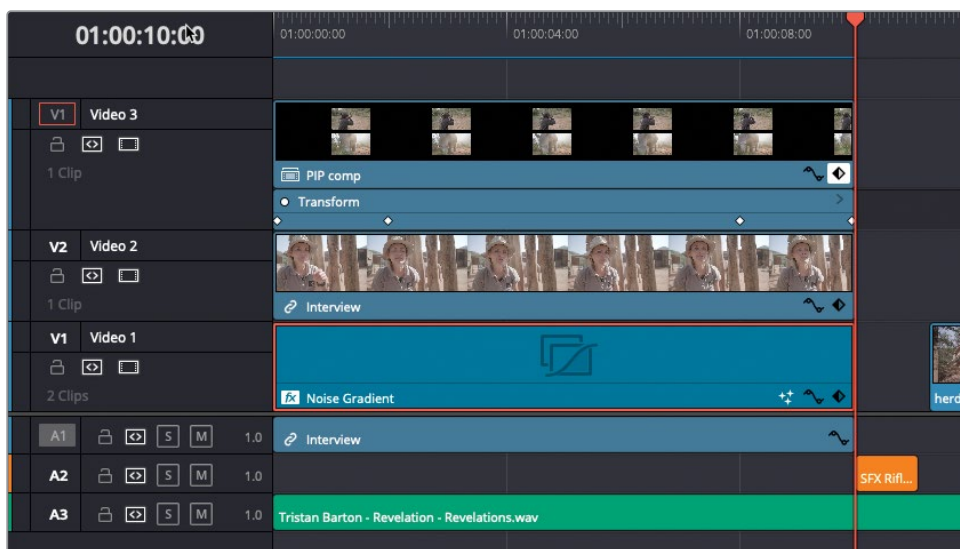 01:00:10:00
01:00:00:00
01:00:04:00
01:00:08:00
V1 Video 3
1 Clip
PIP comp
Transform
V2 Video 2
1 Clip
Interview
V1 Video 1
2 Clips
fx Noise Gradient
herd
A1 S M 1.0
Interview
A2 S M 1.0
SFX Rifl...
A3 S M 1.0
Tristan Barton - Revelation - Revelations.wav